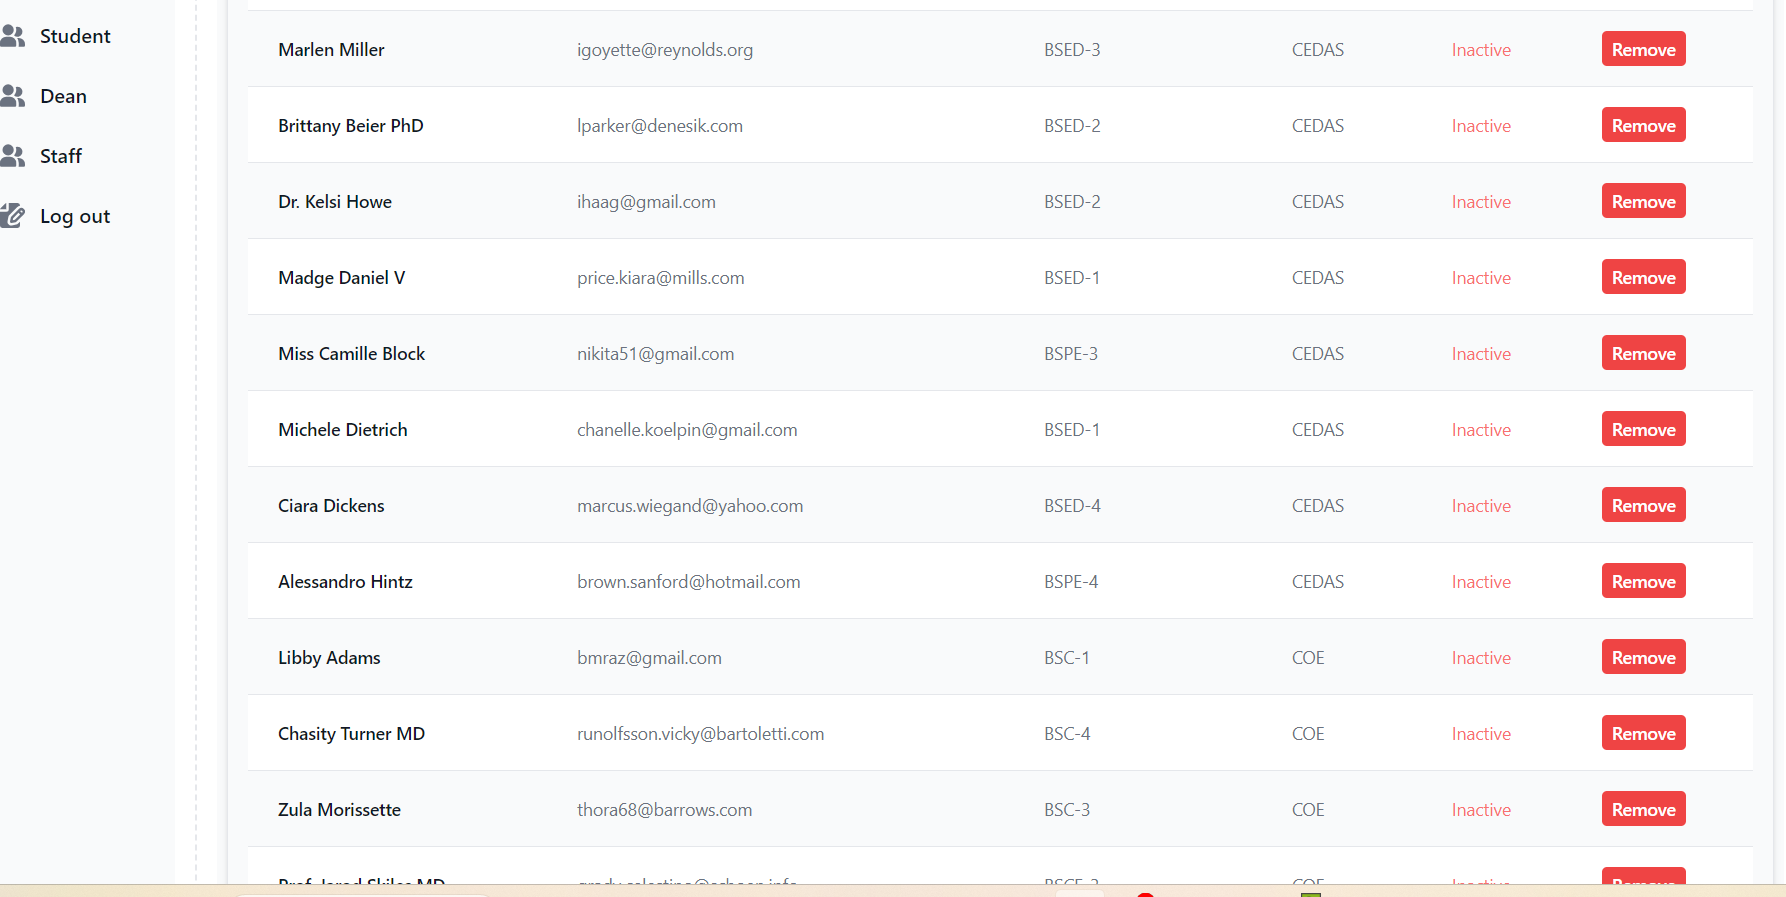 Student
Dean
Staff
Log out
Marlen Miller igoyette@reynolds.org BSED-3 CEDAS Inactive Remove
Brittany Beier PhD lparker@denesik.com BSED-2 CEDAS Inactive Remove
Dr. Kelsi Howe ihaag@gmail.com BSED-2 CEDAS Inactive Remove
Madge Daniel V price.kiara@mills.com BSED-1 CEDAS Inactive Remove
Miss Camille Block nikita51@gmail.com BSPE-3 CEDAS Inactive Remove
Michele Dietrich chanelle.koelpin@gmail.com BSED-1 CEDAS Inactive Remove
Ciara Dickens marcus.wiegand@yahoo.com BSED-4 CEDAS Inactive Remove
Alessandro Hintz brown.sanford@hotmail.com BSPE-4 CEDAS Inactive Remove
Libby Adams bmraz@gmail.com BSC-1 COE Inactive Remove
Chasity Turner MD runolfsson.vicky@bartoletti.com BSC-4 COE Inactive Remove
Zula Morissette thora68@barrows.com BSC-3 COE Inactive Remove
Prof. Jared Skiles MD COE Inactive Remove